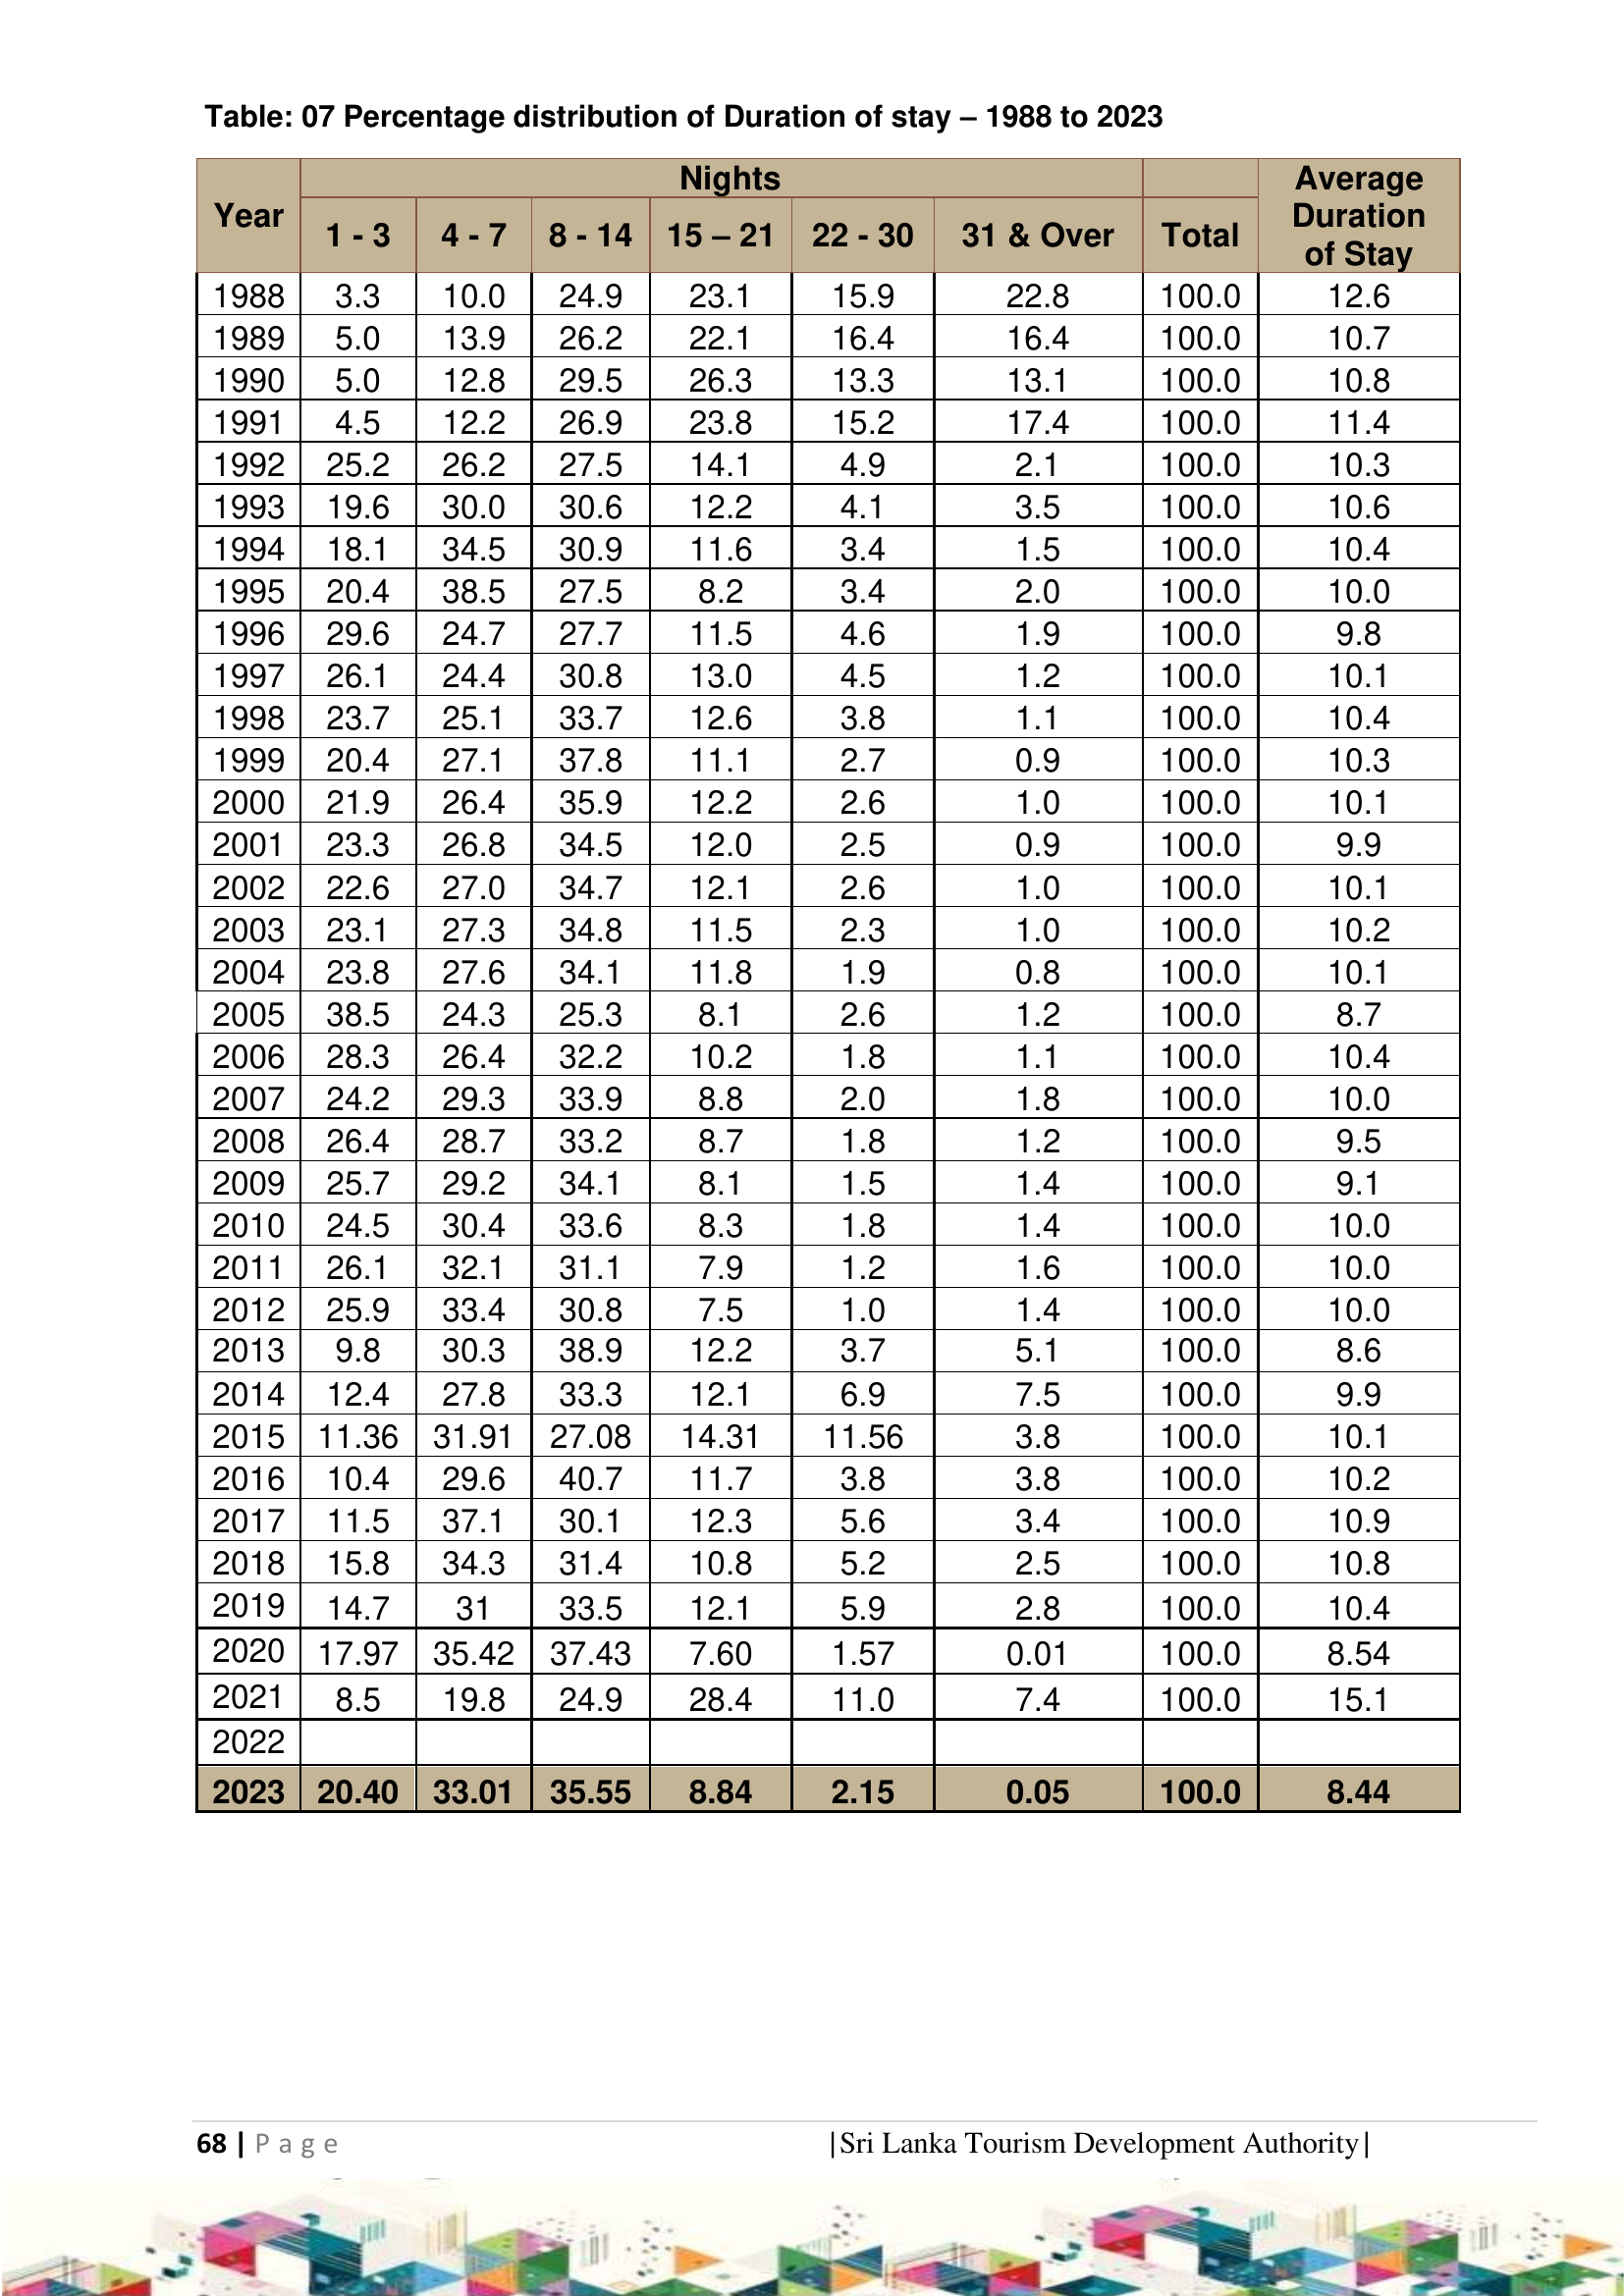 Table: 07 Percentage distribution of Duration of stay – 1988 to 2023
Year Nights Average Duration of Stay
1 - 3 4 - 7 8 - 14 15 – 21 22 - 30 31 & Over Total
1988 3.3 10.0 24.9 23.1 15.9 22.8 100.0 12.6
1989 5.0 13.9 26.2 22.1 16.4 16.4 100.0 10.7
1990 5.0 12.8 29.5 26.3 13.3 13.1 100.0 10.8
1991 4.5 12.2 26.9 23.8 15.2 17.4 100.0 11.4
1992 25.2 26.2 27.5 14.1 4.9 2.1 100.0 10.3
1993 19.6 30.0 30.6 12.2 4.1 3.5 100.0 10.6
1994 18.1 34.5 30.9 11.6 3.4 1.5 100.0 10.4
1995 20.4 38.5 27.5 8.2 3.4 2.0 100.0 10.0
1996 29.6 24.7 27.7 11.5 4.6 1.9 100.0 9.8
1997 26.1 24.4 30.8 13.0 4.5 1.2 100.0 10.1
1998 23.7 25.1 33.7 12.6 3.8 1.1 100.0 10.4
1999 20.4 27.1 37.8 11.1 2.7 0.9 100.0 10.3
2000 21.9 26.4 35.9 12.2 2.6 1.0 100.0 10.1
2001 23.3 26.8 34.5 12.0 2.5 0.9 100.0 9.9
2002 22.6 27.0 34.7 12.1 2.6 1.0 100.0 10.1
2003 23.1 27.3 34.8 11.5 2.3 1.0 100.0 10.2
2004 23.8 27.6 34.1 11.8 1.9 0.8 100.0 10.1
2005 38.5 24.3 25.3 8.1 2.6 1.2 100.0 8.7
2006 28.3 26.4 32.2 10.2 1.8 1.1 100.0 10.4
2007 24.2 29.3 33.9 8.8 2.0 1.8 100.0 10.0
2008 26.4 28.7 33.2 8.7 1.8 1.2 100.0 9.5
2009 25.7 29.2 34.1 8.1 1.5 1.4 100.0 9.1
2010 24.5 30.4 33.6 8.3 1.8 1.4 100.0 10.0
2011 26.1 32.1 31.1 7.9 1.2 1.6 100.0 10.0
2012 25.9 33.4 30.8 7.5 1.0 1.4 100.0 10.0
2013 9.8 30.3 38.9 12.2 3.7 5.1 100.0 8.6
2014 12.4 27.8 33.3 12.1 6.9 7.5 100.0 9.9
2015 11.36 31.91 27.08 14.31 11.56 3.8 100.0 10.1
2016 10.4 29.6 40.7 11.7 3.8 3.8 100.0 10.2
2017 11.5 37.1 30.1 12.3 5.6 3.4 100.0 10.9
2018 15.8 34.3 31.4 10.8 5.2 2.5 100.0 10.8
2019 14.7 31 33.5 12.1 5.9 2.8 100.0 10.4
2020 17.97 35.42 37.43 7.60 1.57 0.01 100.0 8.54
2021 8.5 19.8 24.9 28.4 11.0 7.4 100.0 15.1
2022
2023 20.40 33.01 35.55 8.84 2.15 0.05 100.0 8.44
68 | Page |Sri Lanka Tourism Development Authority|